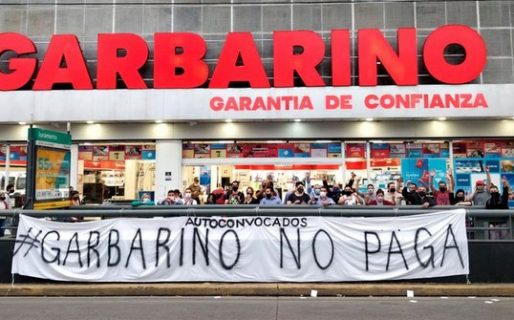 GARBARINO
GARANTIA DE CONFIANZA
AUTOCONVOCADOS
#GARBARINO NO PAGA